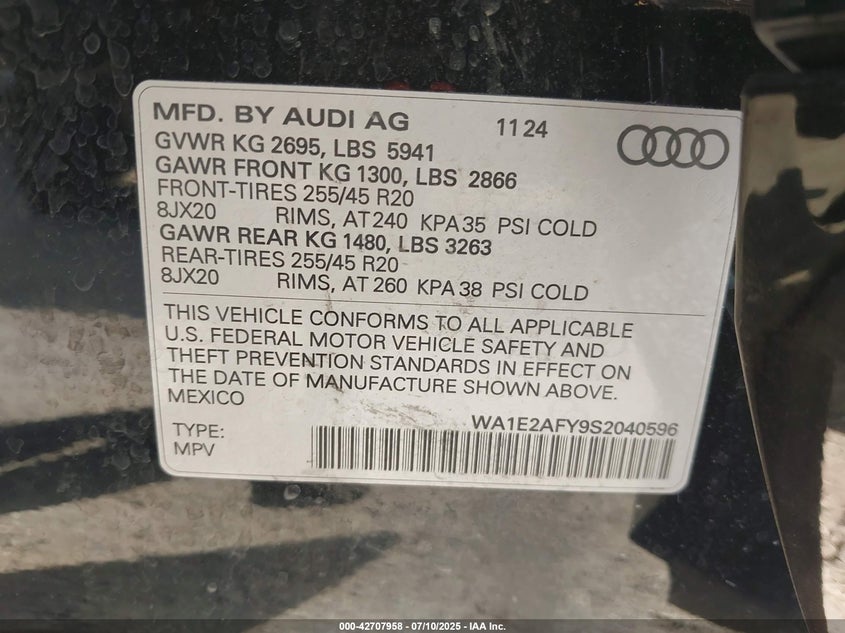 MFD. BY AUDI AG 11 24
GVWR KG 2695, LBS 5941
GAWR FRONT KG 1300, LBS 2866
FRONT-TIRES 255/45 R20
8JX20 RIMS, AT 240 KPA 35 PSI COLD
GAWR REAR KG 1480, LBS 3263
REAR-TIRES 255/45 R20
8JX20 RIMS, AT 260 KPA 38 PSI COLD
THIS VEHICLE CONFORMS TO ALL APPLICABLE
U.S. FEDERAL MOTOR VEHICLE SAFETY AND
THEFT PREVENTION STANDARDS IN EFFECT ON
THE DATE OF MANUFACTURE SHOWN ABOVE.
MEXICO
WA1E2AFY9S2040596
TYPE:
MPV
000-42707958 - 07/10/2025 - IAA Inc.